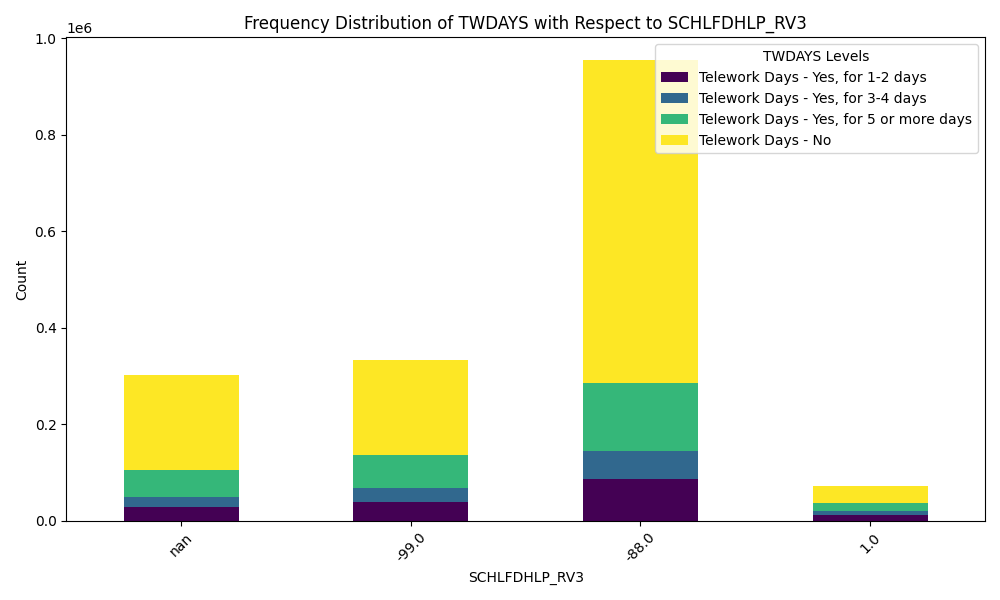 Frequency Distribution of TWDAYS with Respect to SCHLFDHLP_RV3
1e6
1.0
0.8
0.6
0.4
0.2
0.0
Count
TWDAYS Levels
Telework Days - Yes, for 1-2 days
Telework Days - Yes, for 3-4 days
Telework Days - Yes, for 5 or more days
Telework Days - No
nan
-99.0
-88.0
1.0
SCHLFDHLP_RV3